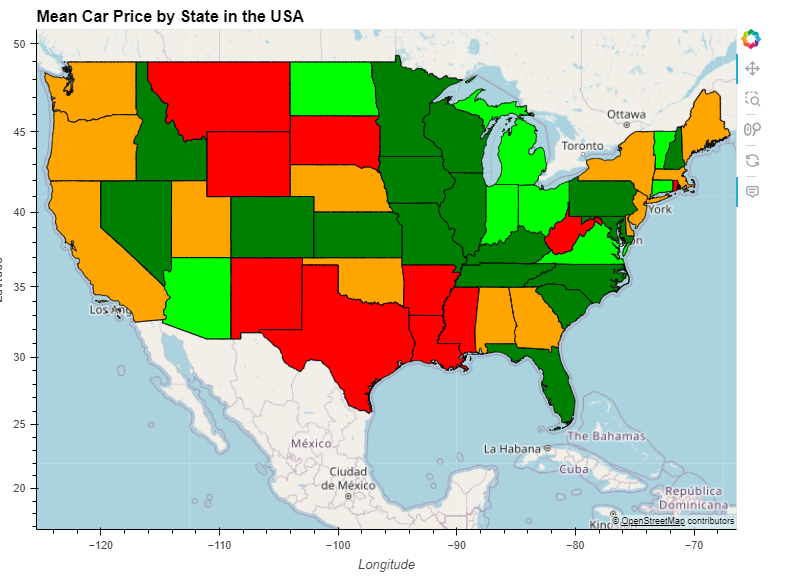 Mean Car Price by State in the USA
50
45
40
35
30
25
20
Ottawa
Toronto
York
Los Ang
México
Ciudad
de México
La Habana
The Bahamas
Cuba
República
Dominicana
© OpenStreetMap contributors
−120
−110
−100
−90
−80
−70
Longitude